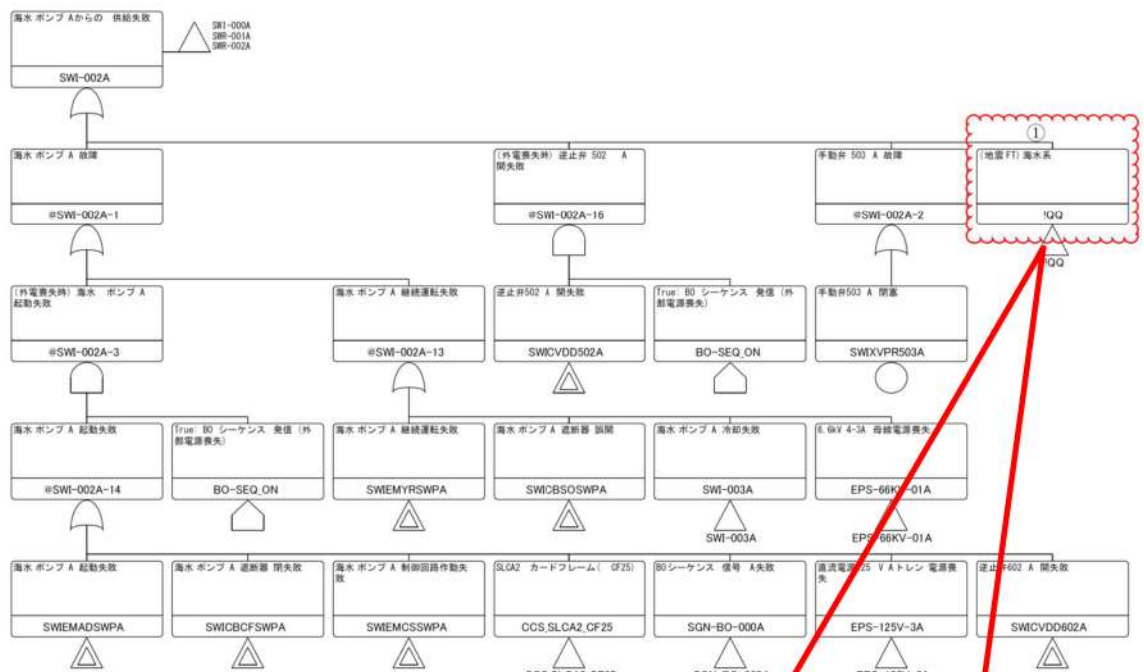 海水 ポンプ Aからの 供給失敗
SWI-000A
SWR-001A
SWR-002A
SWI-002A
①
海水 ポンプ A 故障
(外電喪失時) 逆止弁 502 A
開失敗
手動弁 503 A 故障
(地震 FT) 海水系
@SWI-002A-1
@SWI-002A-16
@SWI-002A-2
!QQ
!QQ
(外電喪失時) 海水 ポンプ A
起動失敗
海水 ポンプ A 継続運転失敗
逆止弁502 A 開失敗
True: BO シーケンス 発信 (外
部電源喪失)
手動弁503 A 閉塞
@SWI-002A-3
@SWI-002A-13
SWICVDD502A
BO-SEQ_ON
SWIXVPR503A
海水 ポンプ A 起動失敗
True: BO シーケンス 発信 (外
部電源喪失)
海水 ポンプ A 継続運転失敗
海水 ポンプ A 遮断器 誤開
海水 ポンプ A 冷却失敗
6.6kV 4-3A 母線電源喪失
@SWI-002A-14
BO-SEQ_ON
SWIEMYRSWPA
SWICBSOSWPA
SWI-003A
EPS-66KV-01A
SWI-003A
EPS-66KV-01A
海水 ポンプ A 起動失敗
海水 ポンプ A 遮断器 閉失敗
海水 ポンプ A 制御回路作動失
敗
SLCA2 カードフレーム( CF25)
BOシーケンス 信号 A失敗
直流電源125 V Aトレン 電源喪
失
逆止弁602 A 開失敗
SWIEMADSWPA
SWICBCFSWPA
SWIEMCSSWPA
CCS_SLCA2_CF25
SGN-BO-000A
EPS-125V-3A
SWICVDD602A